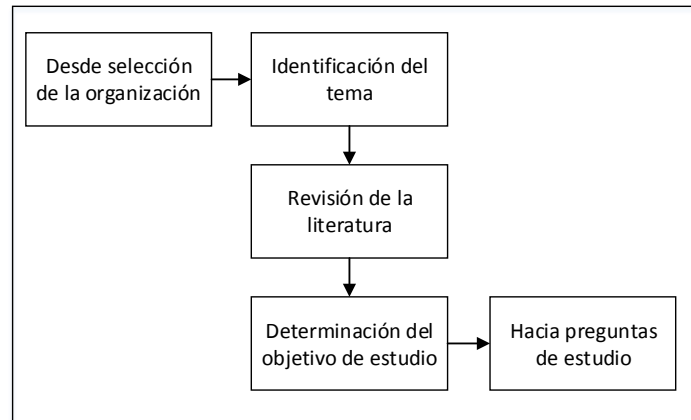 Desde selección
de la organización
Identificación del
tema
Revisión de la
literatura
Determinación del
objetivo de estudio
Hacia preguntas
de estudio